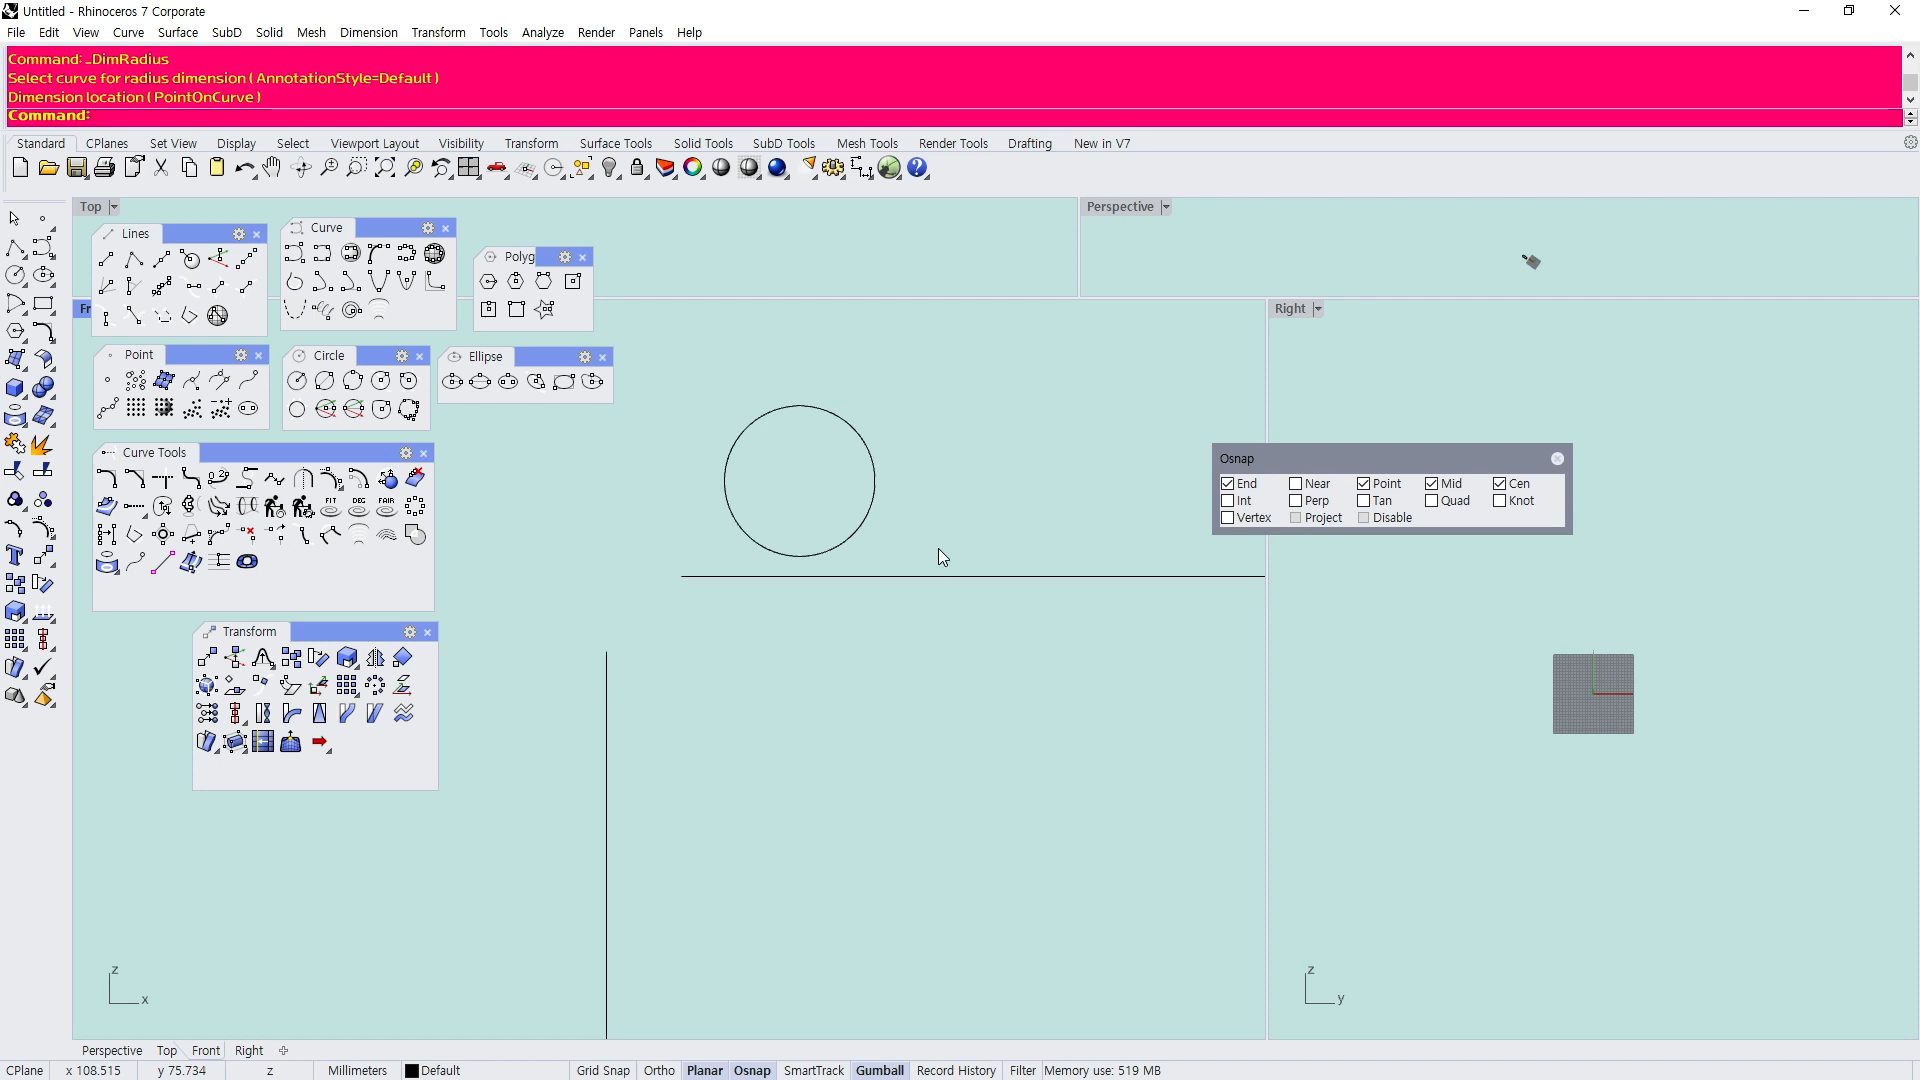 Untitled - Rhinoceros 7 Corporate
File Edit View Curve Surface SubD Solid Mesh Dimension Transform Tools Analyze Render Panels Help
Command: _DimRadius
Select curve for radius dimension ( AnnotationStyle=Default )
Dimension location ( PointOnCurve )
Command:
Standard CPlanes Set View Display Select Viewport Layout Visibility Transform Surface Tools Solid Tools SubD Tools Mesh Tools Render Tools Drafting New in V7
Top
Perspective
Lines
Curve
Polyg
Fr
Right
Point
Circle
Ellipse
Curve Tools
FIT DEG FAIR
Osnap
End Near Point Mid Cen
Int Perp Tan Quad Knot
Vertex Project Disable
Transform
z
x
z
y
Perspective Top Front Right
CPlane x 108.515 y 75.734 z Millimeters Default Grid Snap Ortho Planar Osnap SmartTrack Gumball Record History Filter Memory use: 519 MB